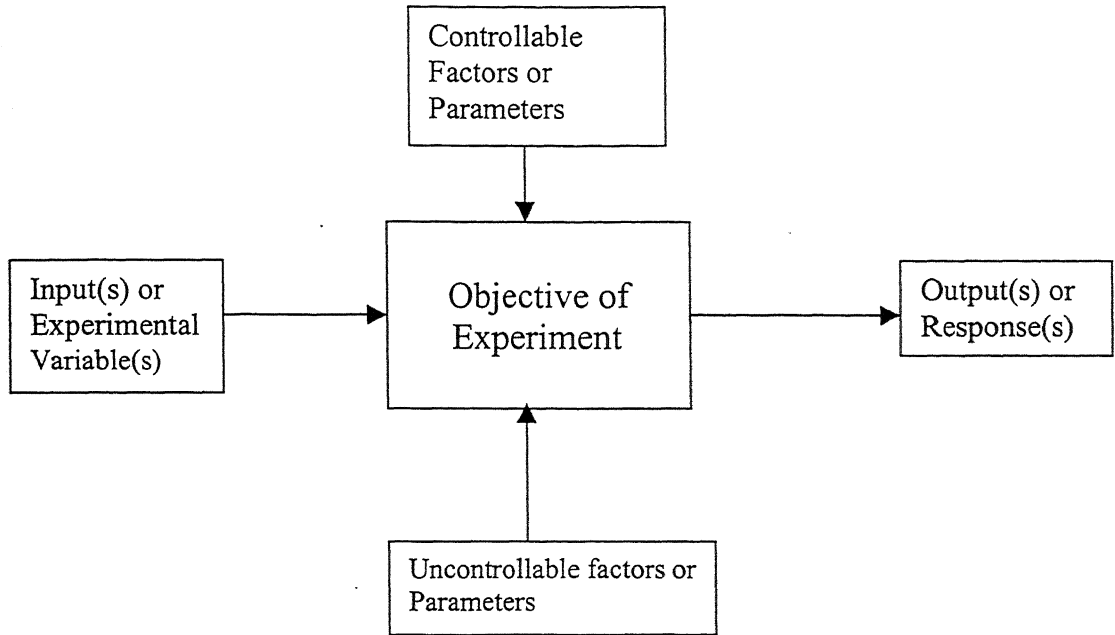 Controllable
Factors or
Parameters
Input(s) or
Experimental
Variable(s)
Objective of
Experiment
Output(s) or
Response(s)
Uncontrollable factors or
Parameters